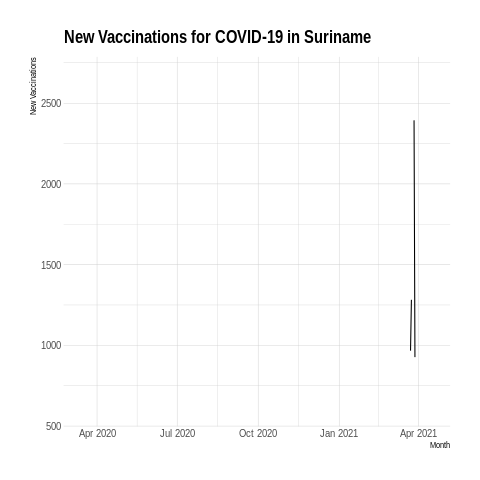 New Vaccinations for COVID-19 in Suriname
New Vaccinations
2500
2000
1500
1000
500
Apr 2020 Jul 2020 Oct 2020 Jan 2021 Apr 2021
Month